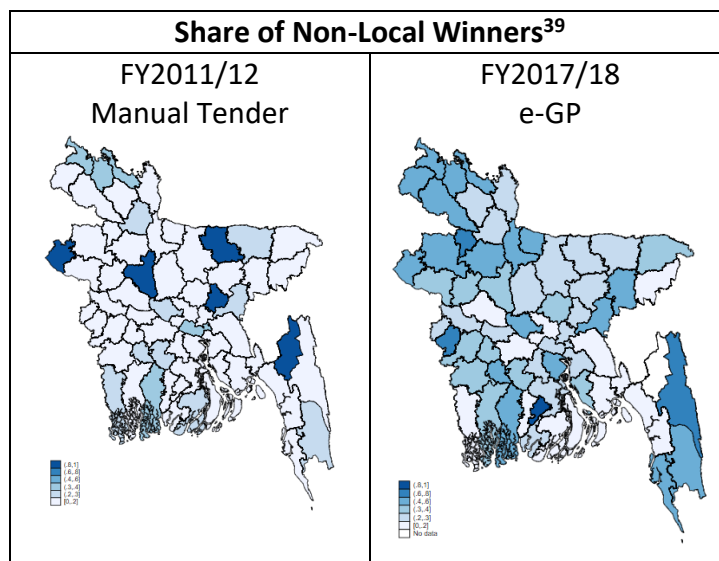 Share of Non-Local Winners39
FY2011/12
Manual Tender
FY2017/18
e-GP
(.8,1]
(.6,.8]
(.4,.6]
(.3,.4]
(.2,.3]
[0,.2]
(.8,1]
(.6,.8]
(.4,.6]
(.3,.4]
(.2,.3]
[0,.2]
No data